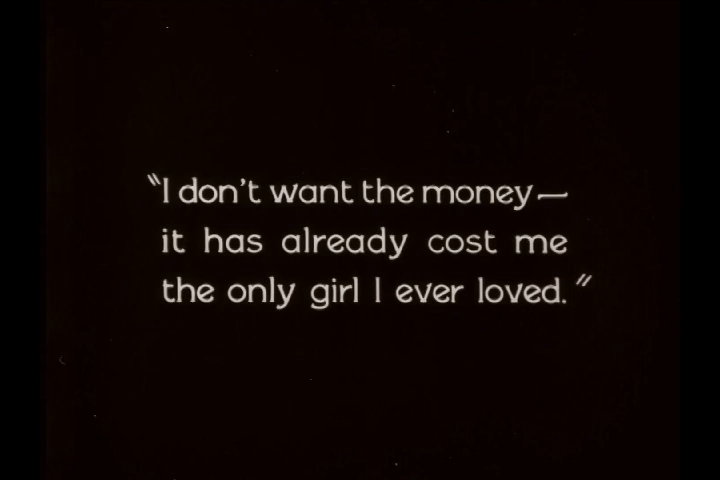 "I don't want the money—
it has already cost me
the only girl I ever loved."